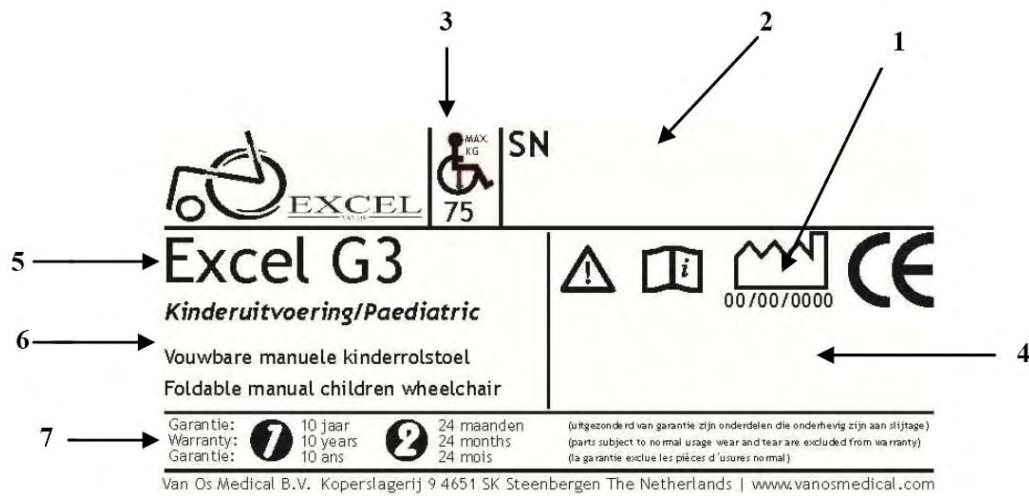 3
2
1
MAX.
KG
75
SN
EXCEL
VAN OS
5
Excel G3
i
00/00/0000
CE
Kinderuitvoering/Paediatric
6
Vouwbare manuele kinderrolstoel
4
Foldable manual children wheelchair
7
Garantie: 1 10 jaar 2 24 maanden (uitgezonderd van garantie zijn onderdelen die onderhevig zijn aan slijtage)
Warranty: 10 years 24 months (parts subject to normal usage wear and tear are excluded from warranty)
Garantie: 10 ans 24 mois (la garantie exclue les pièces d'usures normal)
Van Os Medical B.V. Koperslagerij 9 4651 SK Steenbergen The Netherlands | www.vanosmedical.com